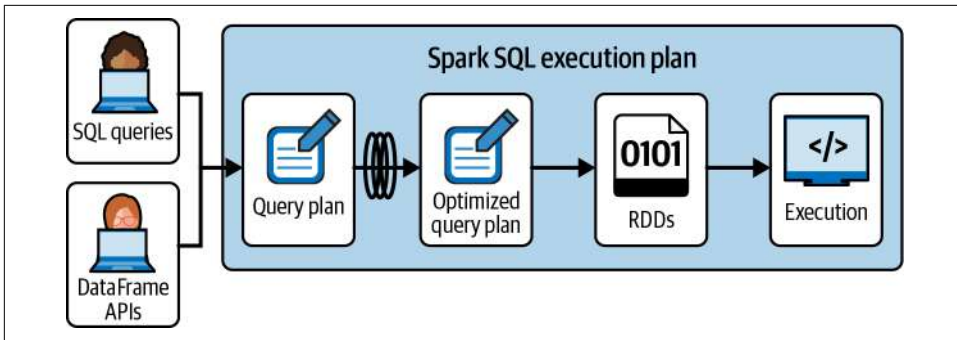 Spark SQL execution plan
SQL queries
DataFrame
APIs
Query plan
Optimized
query plan
0101
RDDs
</>
Execution